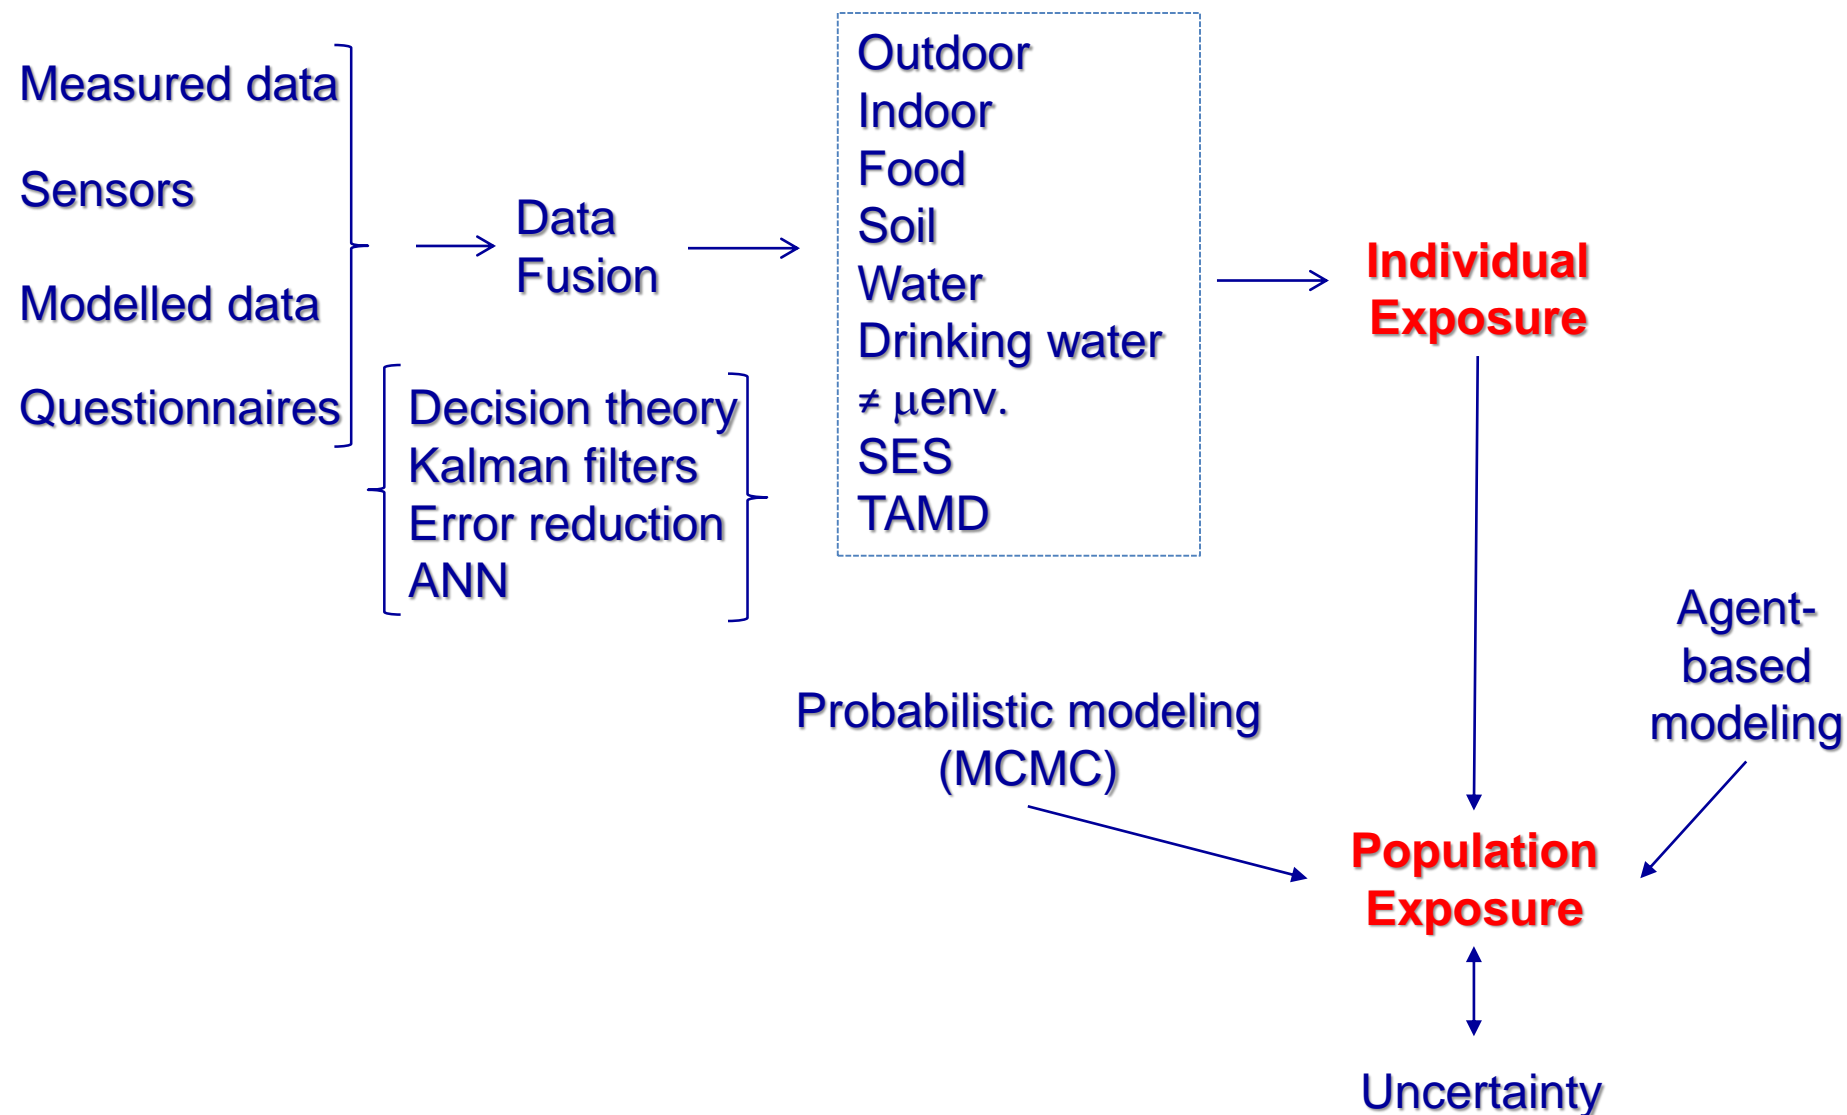 Measured data
Sensors
Modelled data
Questionnaires
Data
Fusion
Decision theory
Kalman filters
Error reduction
ANN
Outdoor
Indoor
Food
Soil
Water
Drinking water
≠ μenv.
SES
TAMD
Individual
Exposure
Probabilistic modeling
(MCMC)
Agent-
based
modeling
Population
Exposure
Uncertainty